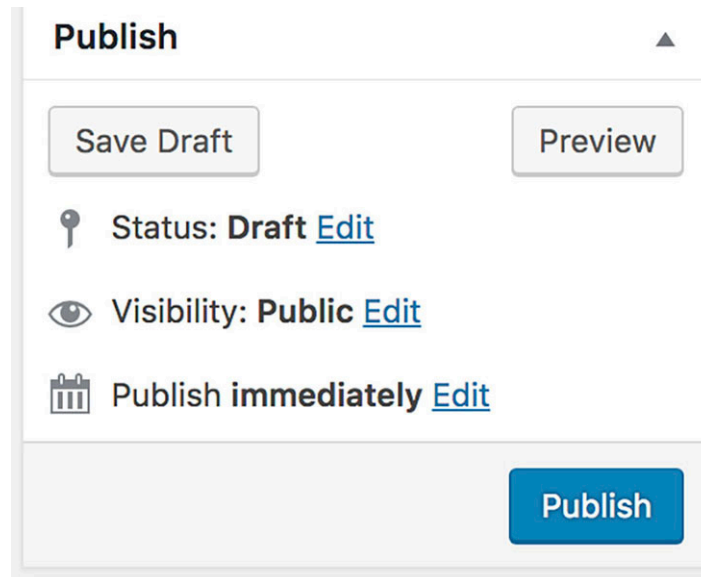 Publish
Save Draft Preview
Status: Draft Edit
Visibility: Public Edit
Publish immediately Edit
Publish